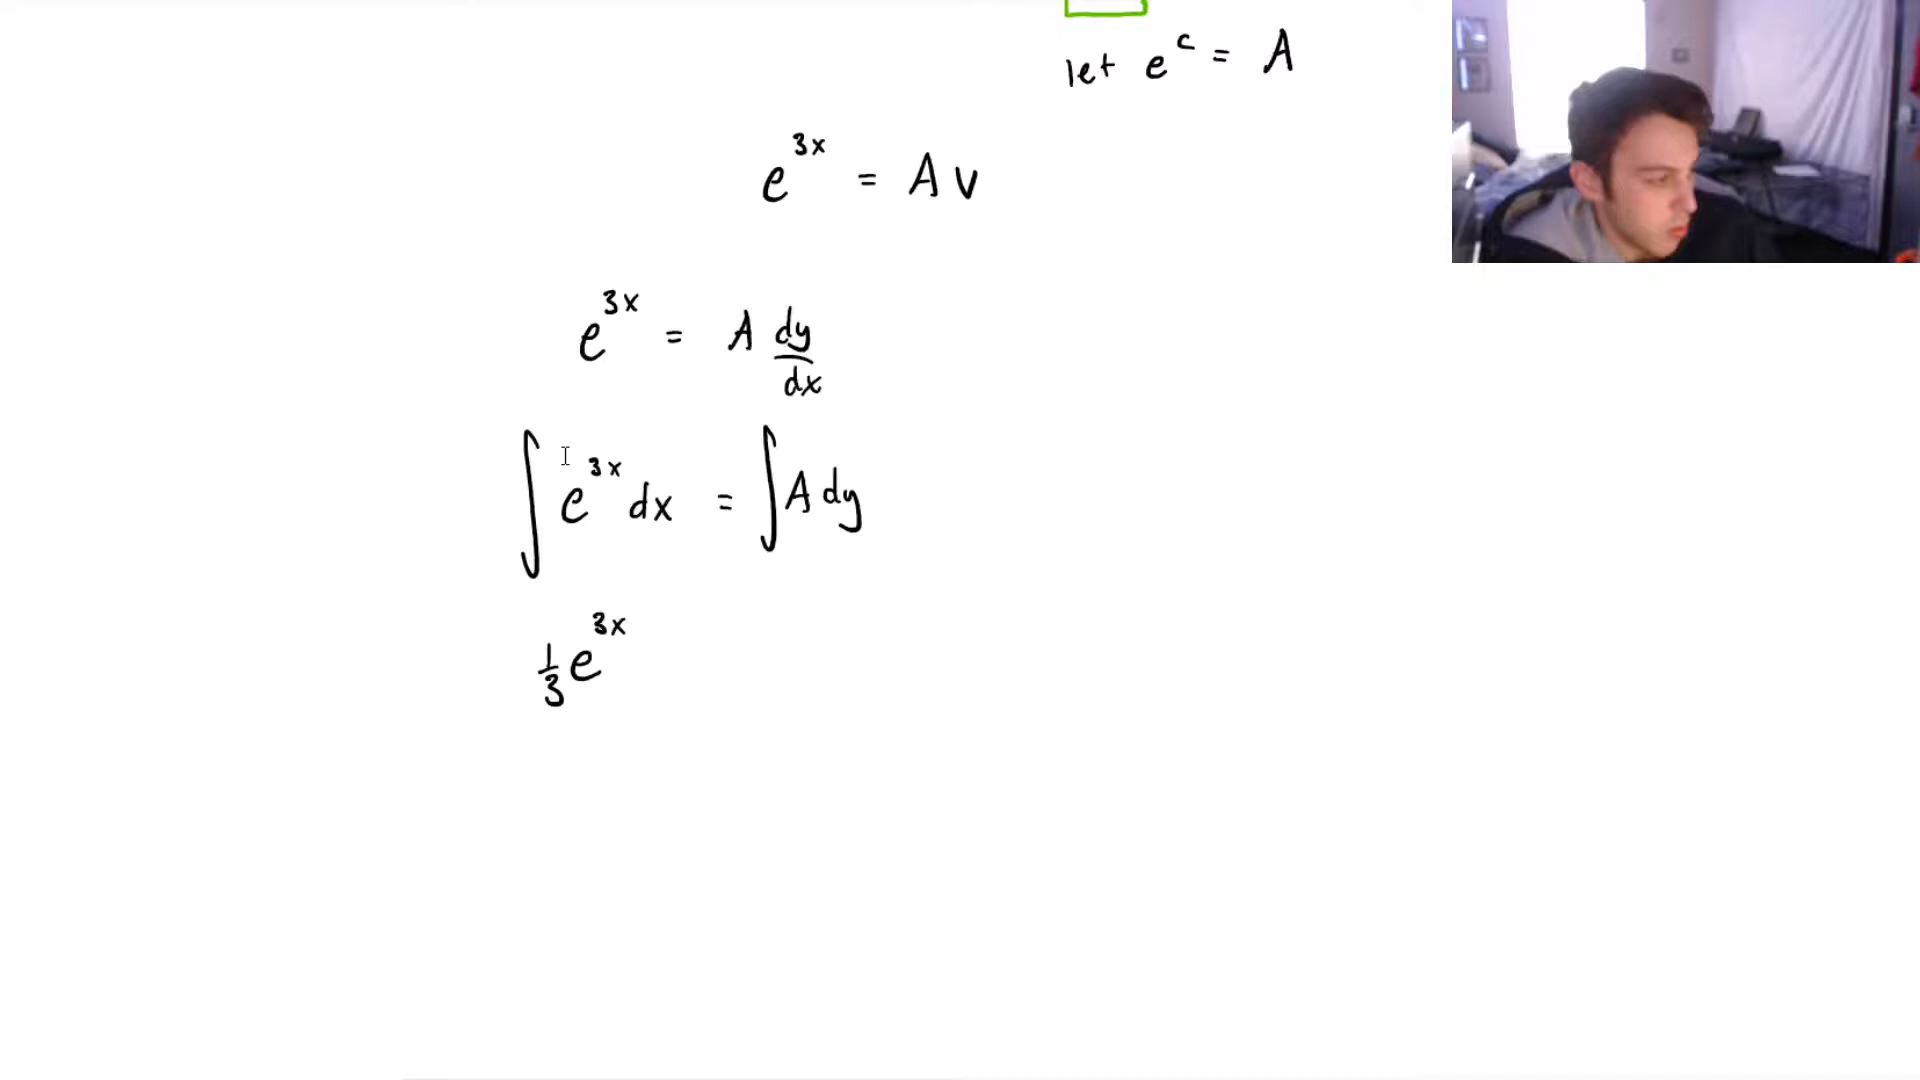 let e^c = A
e^3x = A v
e^3x = A dy/dx
∫ e^3x dx = ∫ A dy
1/3 e^3x